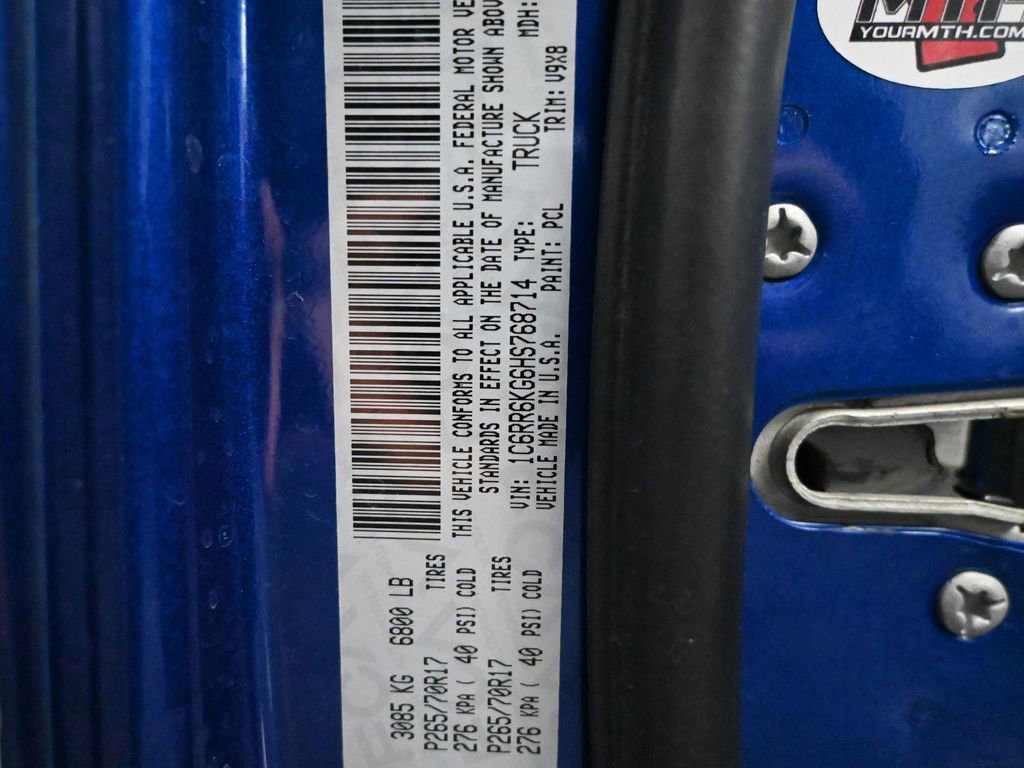 3085 KG 6800 LB
P265/70R17 TIRES
276 KPA ( 40 PSI) COLD
P265/70R17 TIRES
276 KPA ( 40 PSI) COLD
THIS VEHICLE CONFORMS TO ALL APPLICABLE U.S.A. FEDERAL MOTOR VE
STANDARDS IN EFFECT ON THE DATE OF MANUFACTURE SHOWN ABOV
VIN: 1C6RR6KG6HS768714 TYPE: TRUCK MDH:
VEHICLE MADE IN U.S.A. PAINT: PCL TRIM: V9X8
YOURMTH.COM